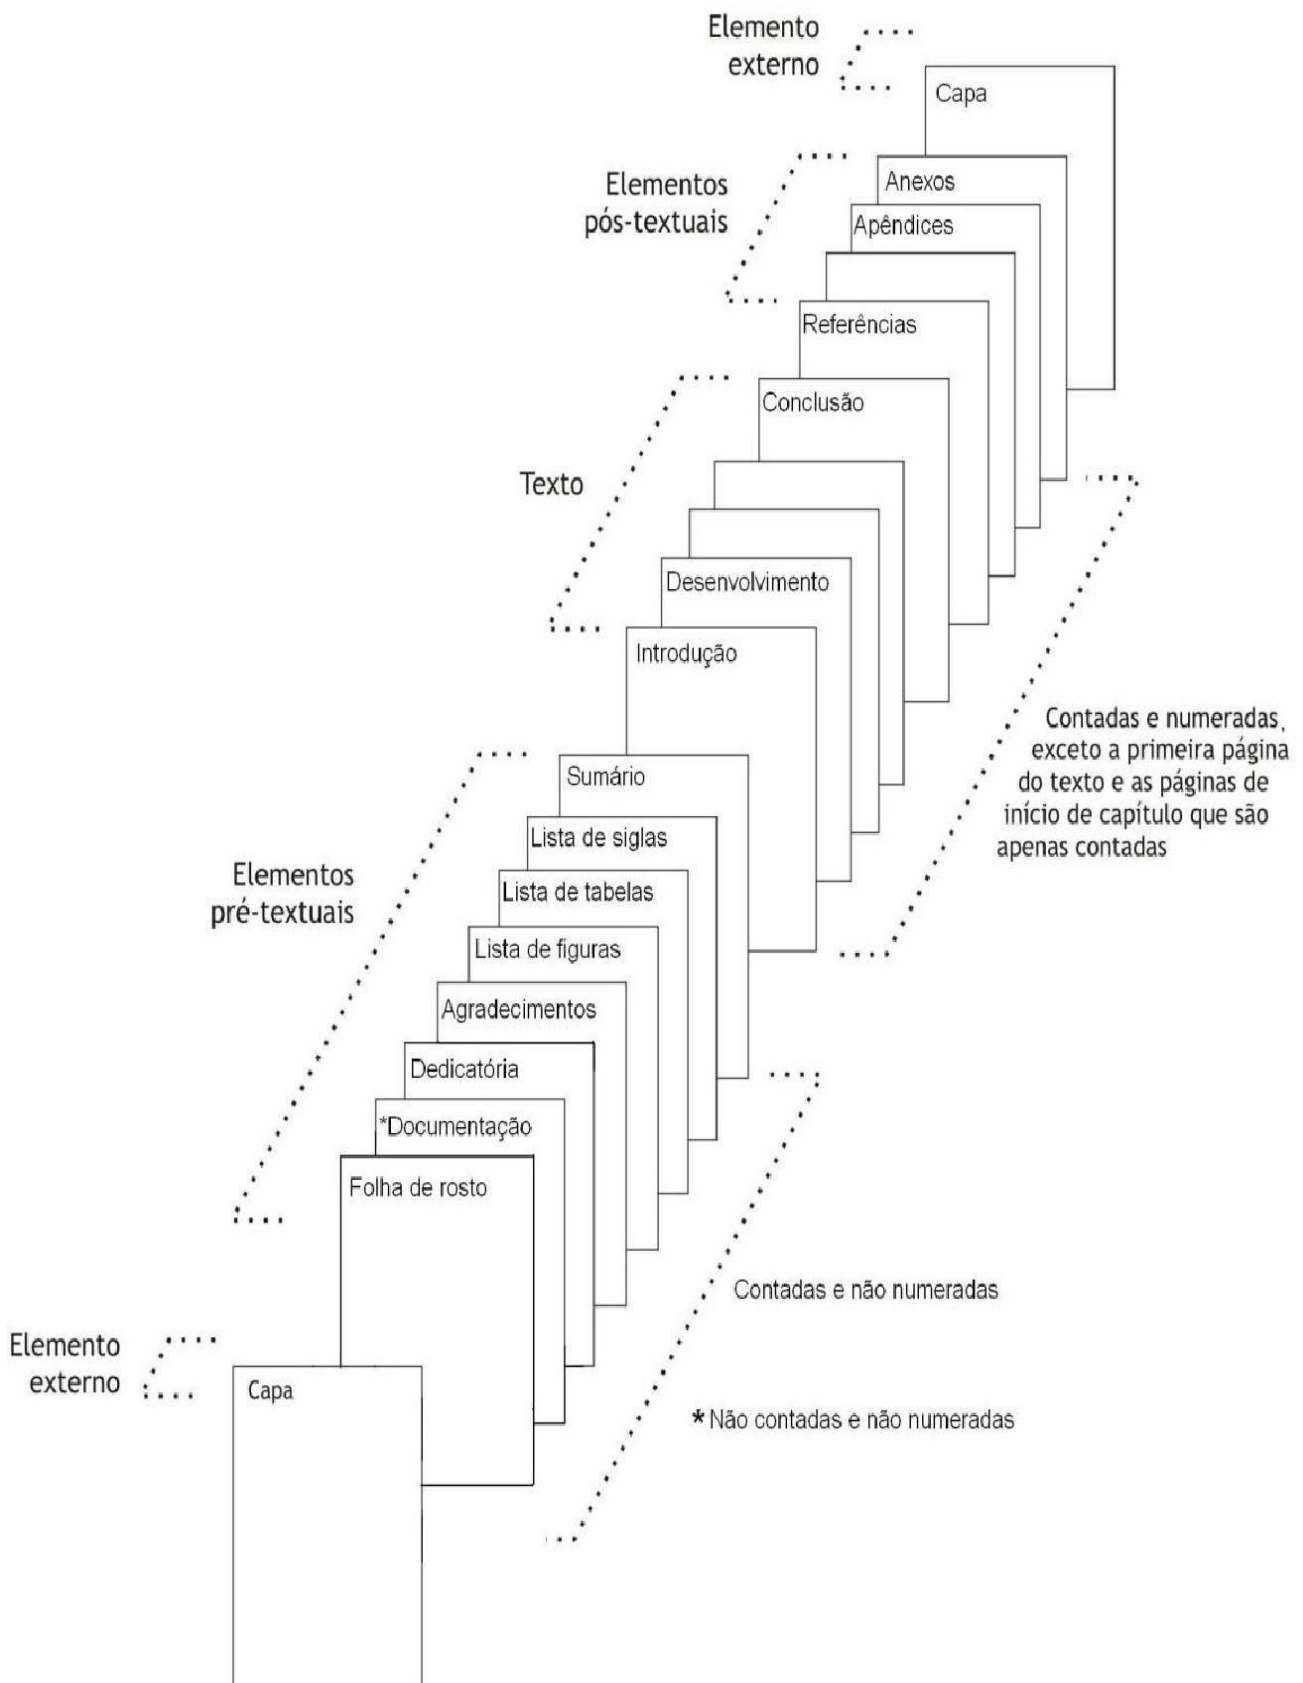 Elemento
externo
Capa
Elementos
pós-textuais
Anexos
Apêndices
Referências
Conclusão
Texto
Desenvolvimento
Introdução
Contadas e numeradas,
exceto a primeira página
do texto e as páginas de
início de capítulo que são
apenas contadas
Sumário
Lista de siglas
Elementos
pré-textuais
Lista de tabelas
Lista de figuras
Agradecimentos
Dedicatória
*Documentação
Folha de rosto
Contadas e não numeradas
Elemento
externo
Capa
* Não contadas e não numeradas